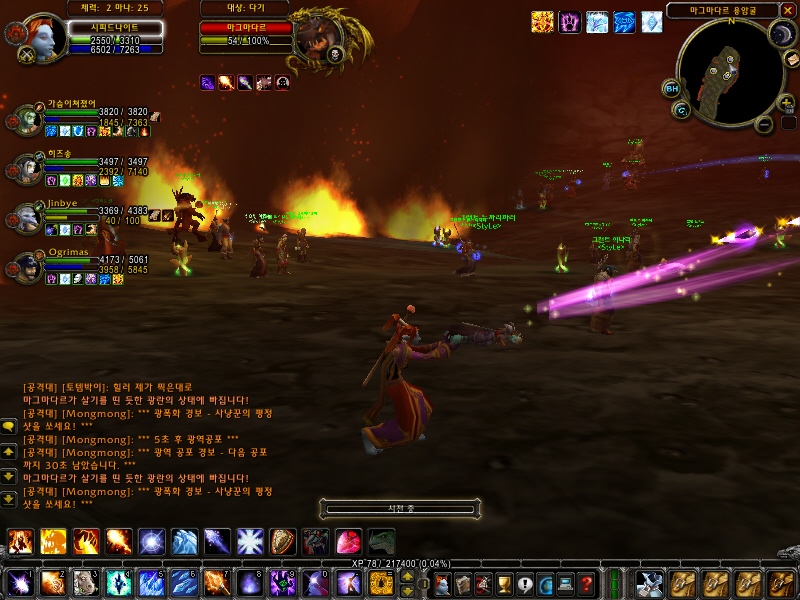 체력: 2 마나: 25
대상: 다기
마그마다르 용암굴
시피드나이트
2550 / 3310
6502 / 7263
마그마다르
54 / 100%
N
BH
가슴이쳐졌어
3820 / 3820
1845 / 7363
히즈송
3497 / 3497
2392 / 7140
Jinbye
3369 / 4383
40 / 100
Ogrimas
4173 / 5061
3958 / 5845
<StyLe>
<StyLe>
[공격대] [토템박이]: 힐러 제가 찍은대로
마그마다르가 살기를 띤 듯한 광란의 상태에 빠집니다!
[공격대] [Mongmong]: *** 광폭화 경보 - 사냥꾼의 평정
샷을 쏘세요! ***
[공격대] [Mongmong]: *** 5초 후 광역공포 ***
[공격대] [Mongmong]: *** 광역 공포 경보 - 다음 공포
까지 30초 남았습니다. ***
마그마다르가 살기를 띤 듯한 광란의 상태에 빠집니다!
[공격대] [Mongmong]: *** 광폭화 경보 - 사냥꾼의 평정
샷을 쏘세요! ***
시전 중
XP 78 / 217400 (0.04%)